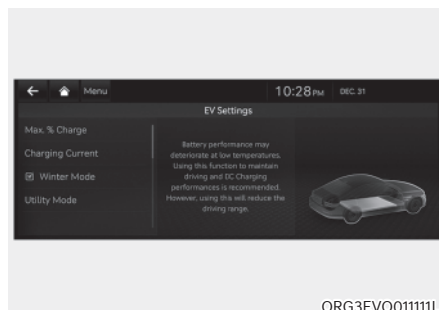 Menu
10:28 PM DEC. 31
EV Settings
Max. % Charge
Charging Current
Winter Mode
Utility Mode
Battery performance may
deteriorate at low temperatures.
Using this function to maintain
driving and DC Charging
performances is recommended.
However, using this will reduce the
driving range.
ORG3EVQ011111L